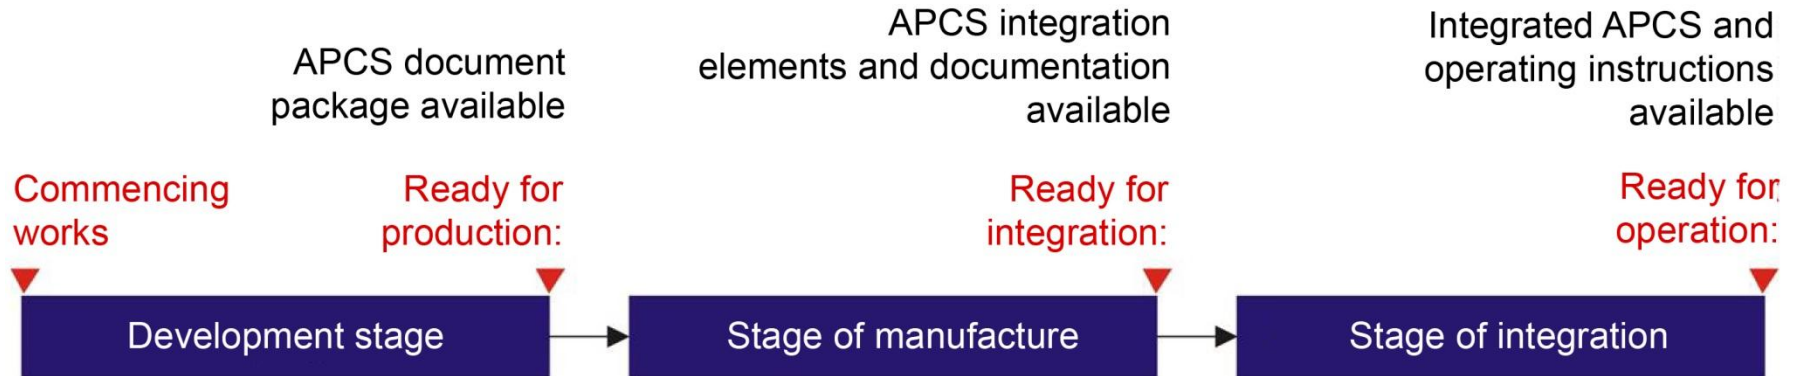 APCS document
package available
APCS integration
elements and documentation
available
Integrated APCS and
operating instructions
available
Commencing
works
Ready for
production:
Ready for
integration:
Ready for
operation:
Development stage
Stage of manufacture
Stage of integration